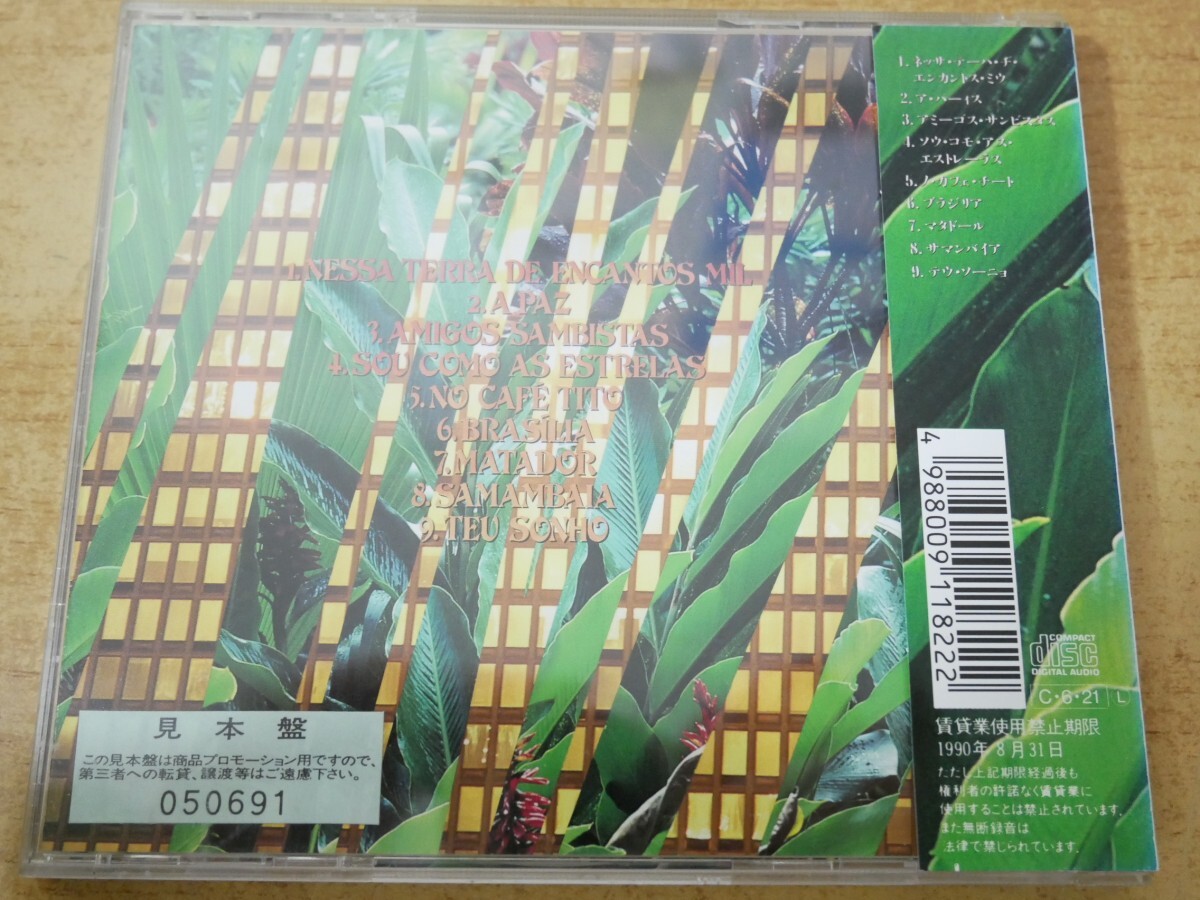 1.NESSA TERRA DE ENCANTOS MIL
2.A PAZ
3.AMIGOS SAMBISTAS
4.SOU COMO AS ESTRELAS
5.NO CAFÉ TITO
6.BRASÍLIA
7.MATADOR
8.SAMAMBAIA
9.TEU SONHO
見本盤
この見本盤は商品プロモーション用ですので、
第三者への転貸、譲渡等はご遠慮下さい。
050691
1. ネッサ・テーハ・ヂ・
エンカントス・ミウ
2. ア・パーイス
3. アミーゴス・サンビスタス
4. ソウ・コモ・アス・
エストレーラス
5. ノ・カフェ・チート
6. ブラジリア
7. マタドール
8. サマンバイア
9. テウ・ソーニョ
4 988009 118222
COMPACT
disc
DIGITAL AUDIO
C・6・21 L
賃貸業使用禁止期限
1990年8月31日
ただし上記期限経過後も
権利者の許諾なく賃貸業に
使用することは禁止されています。
また無断録音は
法律で禁じられています。